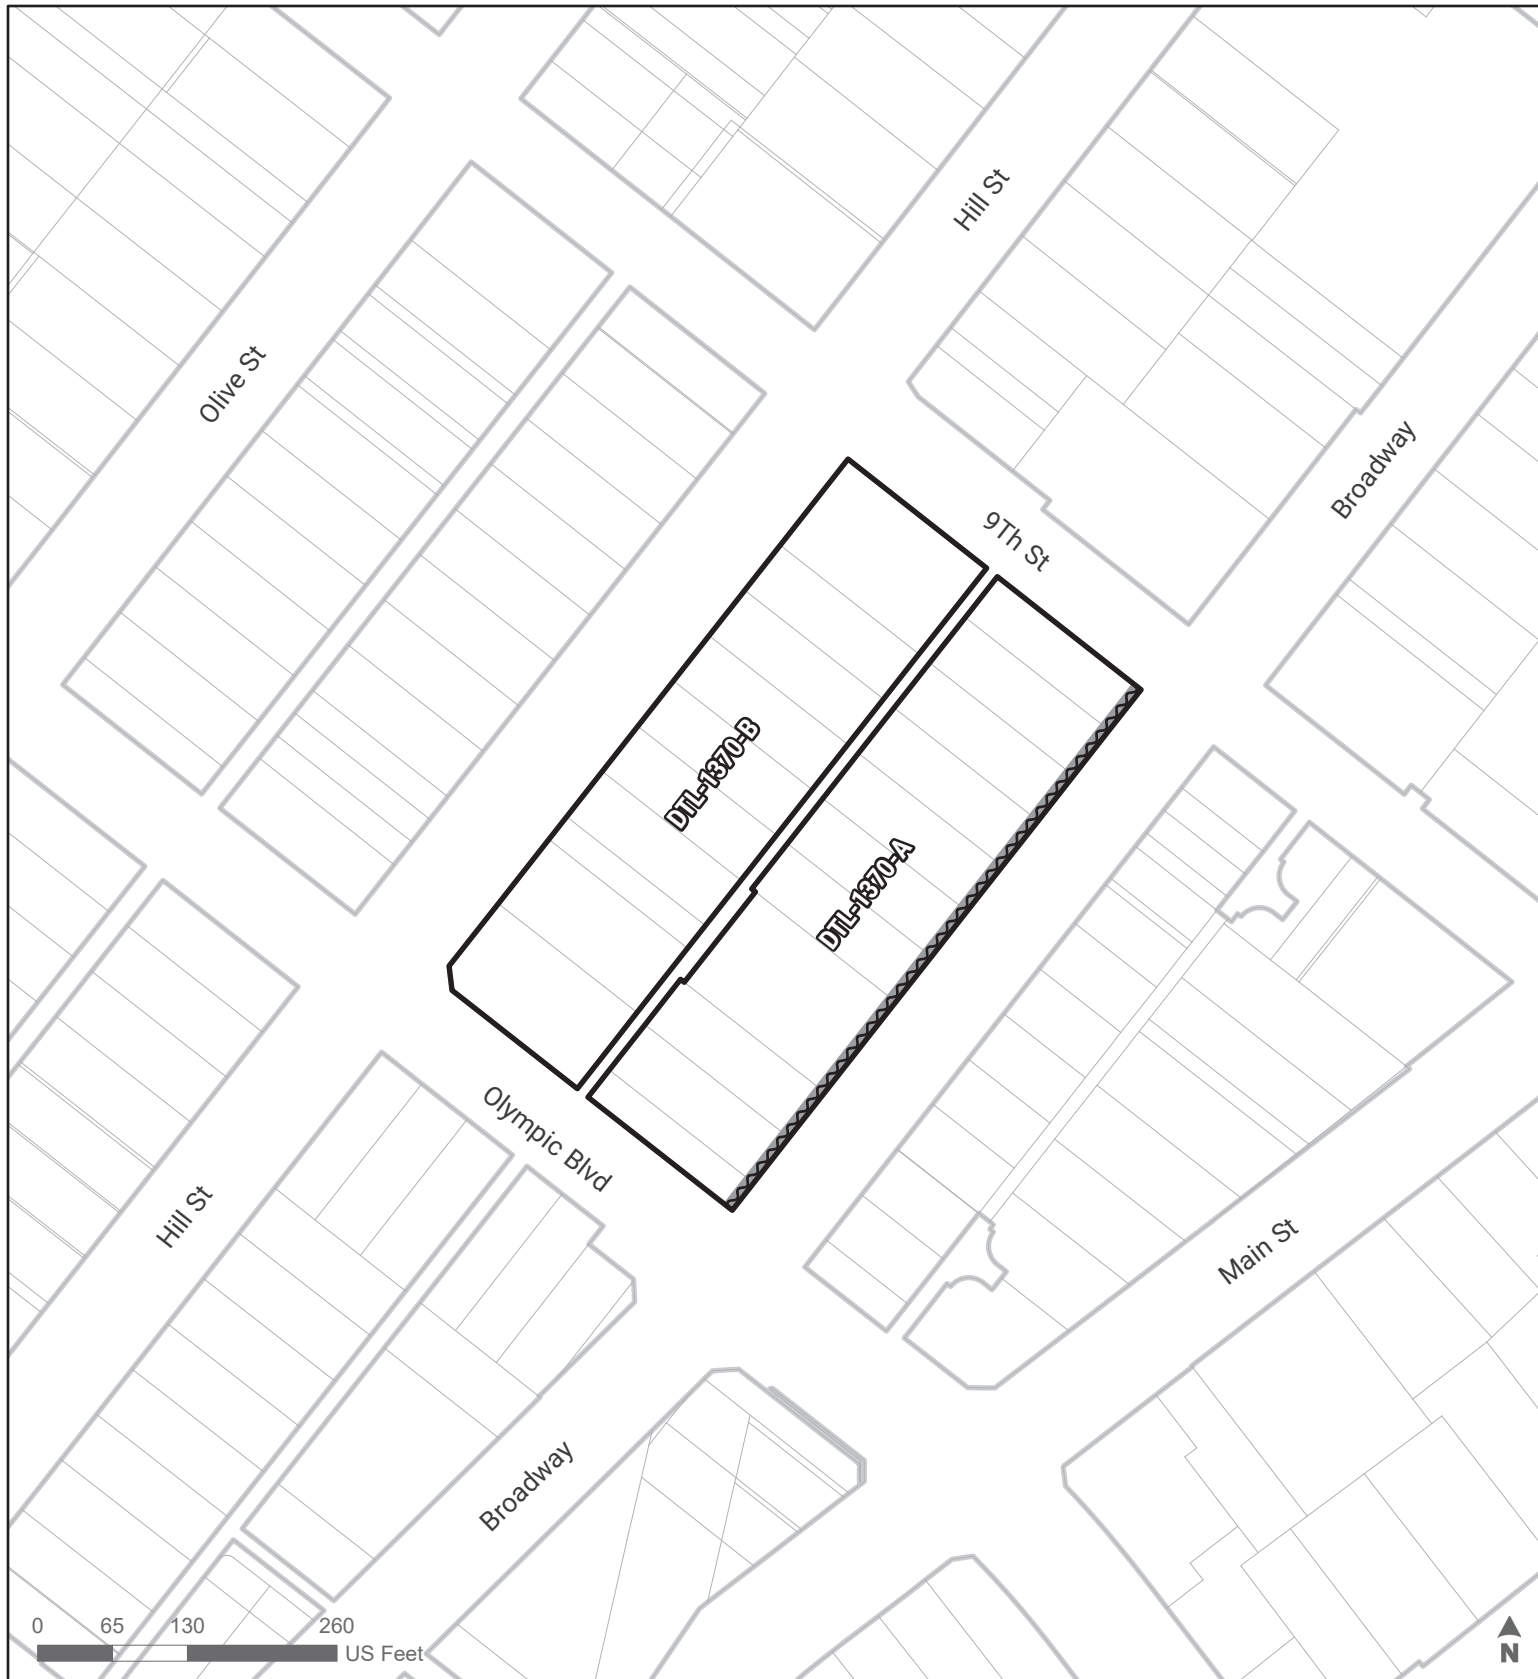 Hill St
Olive St
Broadway
9Th St
DTL-1370-B
DTL-1370-A
Olympic Blvd
Hill St
Main St
Broadway
0 65 130 260
US Feet
N